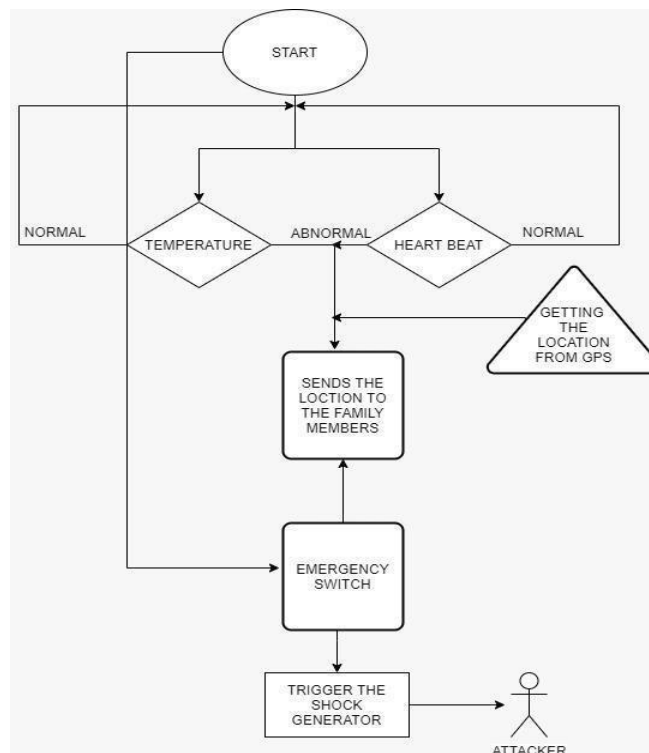 START
NORMAL
TEMPERATURE
ABNORMAL
HEART BEAT
NORMAL
GETTING
THE
LOCATION
FROM GPS
SENDS THE
LOCTION TO
THE FAMILY
MEMBERS
EMERGENCY
SWITCH
TRIGGER THE
SHOCK
GENERATOR
ATTACKER